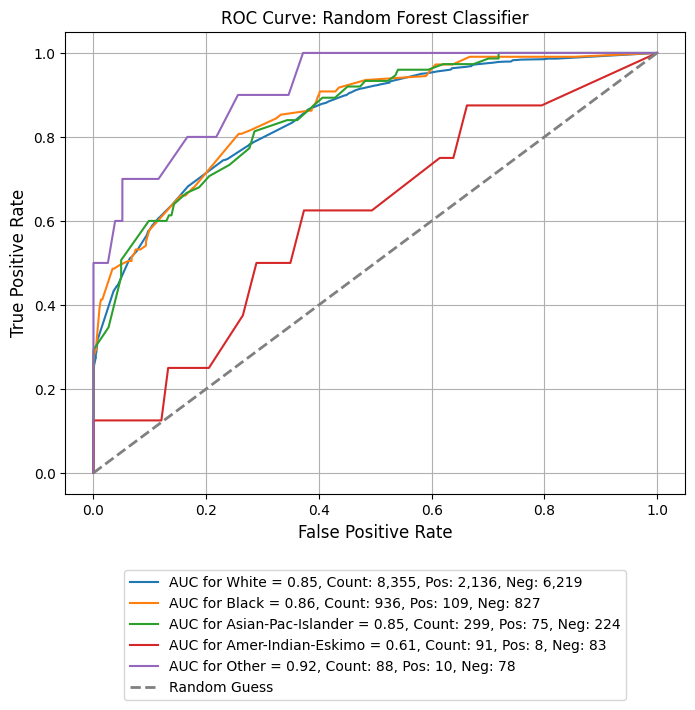 ROC Curve: Random Forest Classifier
1.0
0.8
0.6
0.4
0.2
0.0
True Positive Rate
0.0 0.2 0.4 0.6 0.8 1.0
False Positive Rate
AUC for White = 0.85, Count: 8,355, Pos: 2,136, Neg: 6,219
AUC for Black = 0.86, Count: 936, Pos: 109, Neg: 827
AUC for Asian-Pac-Islander = 0.85, Count: 299, Pos: 75, Neg: 224
AUC for Amer-Indian-Eskimo = 0.61, Count: 91, Pos: 8, Neg: 83
AUC for Other = 0.92, Count: 88, Pos: 10, Neg: 78
Random Guess